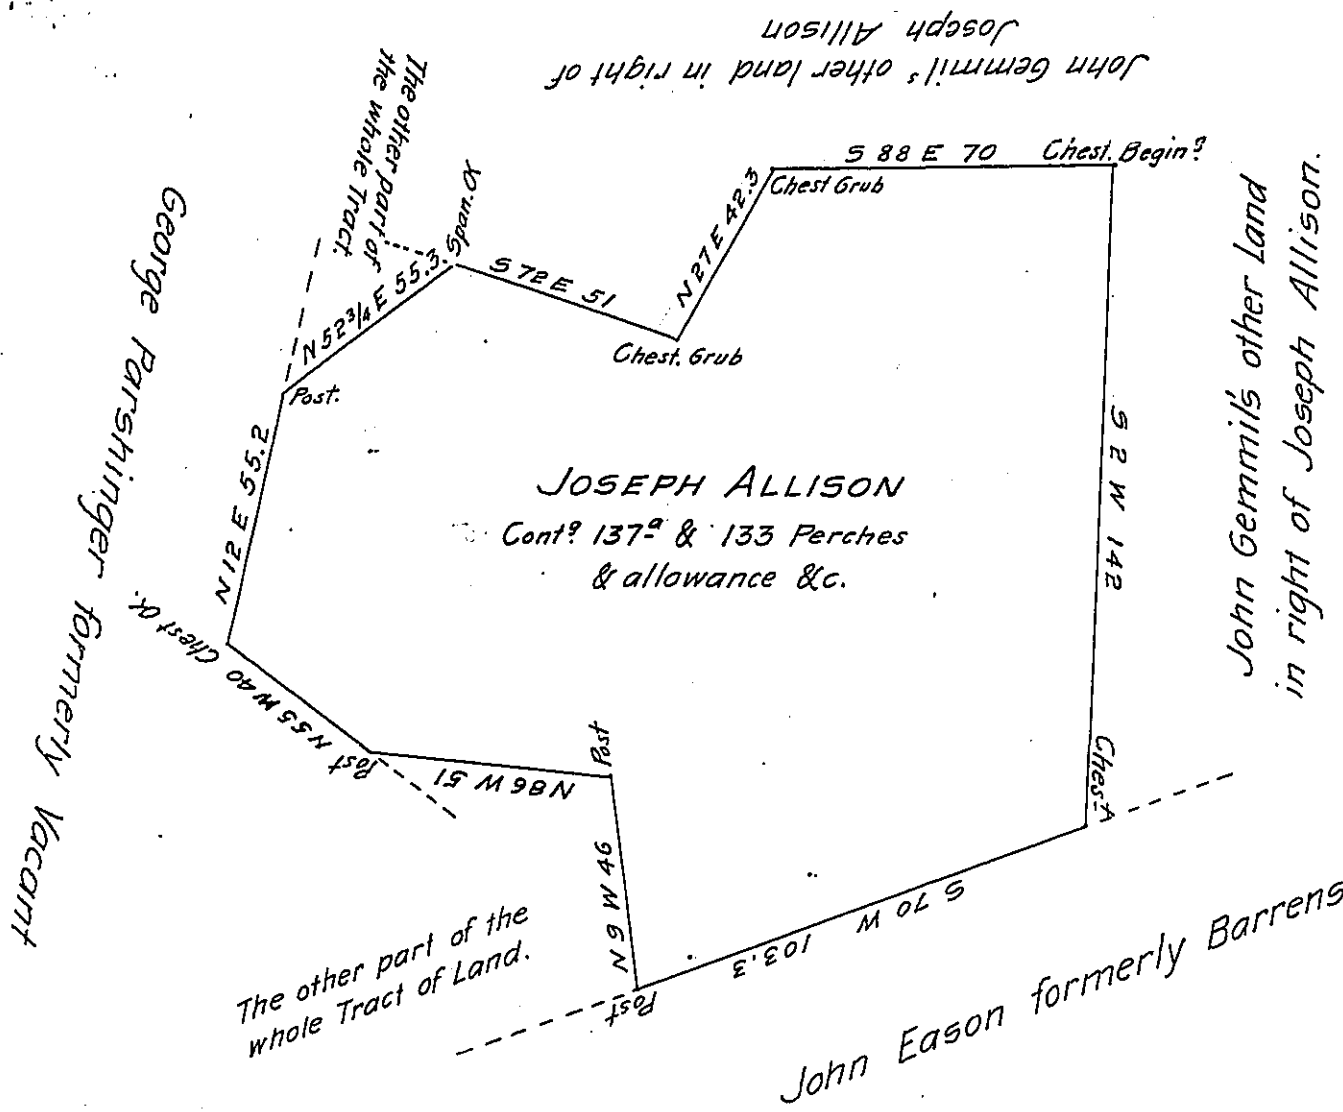 John Gemmil's other land in right of
Joseph Allison
The other part of
the whole Tract.
S 88 E 70
Chest. Begin.g
Chest Grub
N 27 E 42.3
Span. O.
S 72 E 51
Chest. Grub
N 52 3/4 E 55.3.
Post.
N 12 E 55.2
George Parshinger formerly Vacant
John Gemmil's other Land
in right of Joseph Allison.
S 2 W 142
JOSEPH ALLISON
Cont.g 137 a & 133 Perches
& allowance &c.
Chest O.
N 55 W 40
Post
N 86 W 51
Post
Ches.t
N 6 W 46
S 70 W 103.3
Post
The other part of the
whole Tract of Land.
John Eason formerly Barrens